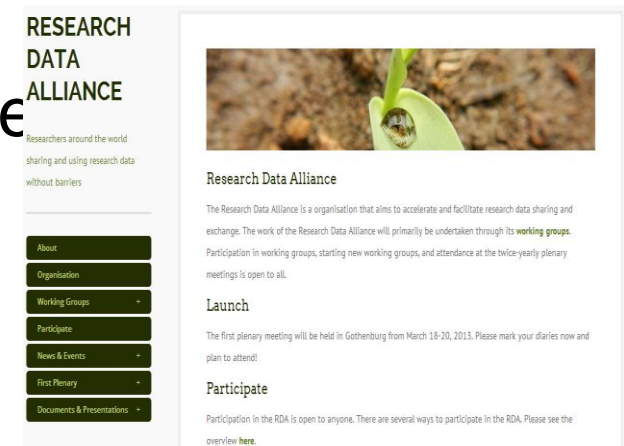 RESEARCH
DATA
ALLIANCE
e
Researchers around the world
sharing and using research data
without barriers
About
Organisation
Working Groups +
Participate
News & Events +
First Plenary +
Documents & Presentations +
Research Data Alliance
The Research Data Alliance is a organisation that aims to accelerate and facilitate research data sharing and
exchange. The work of the Research Data Alliance will primarily be undertaken through its working groups.
Participation in working groups, starting new working groups, and attendance at the twice-yearly plenary
meetings is open to all.
Launch
The first plenary meeting will be held in Gothenburg from March 18-20, 2013. Please mark your diaries now and
plan to attend!
Participate
Participation in the RDA is open to anyone. There are several ways to participate in the RDA. Please see the
overview here.